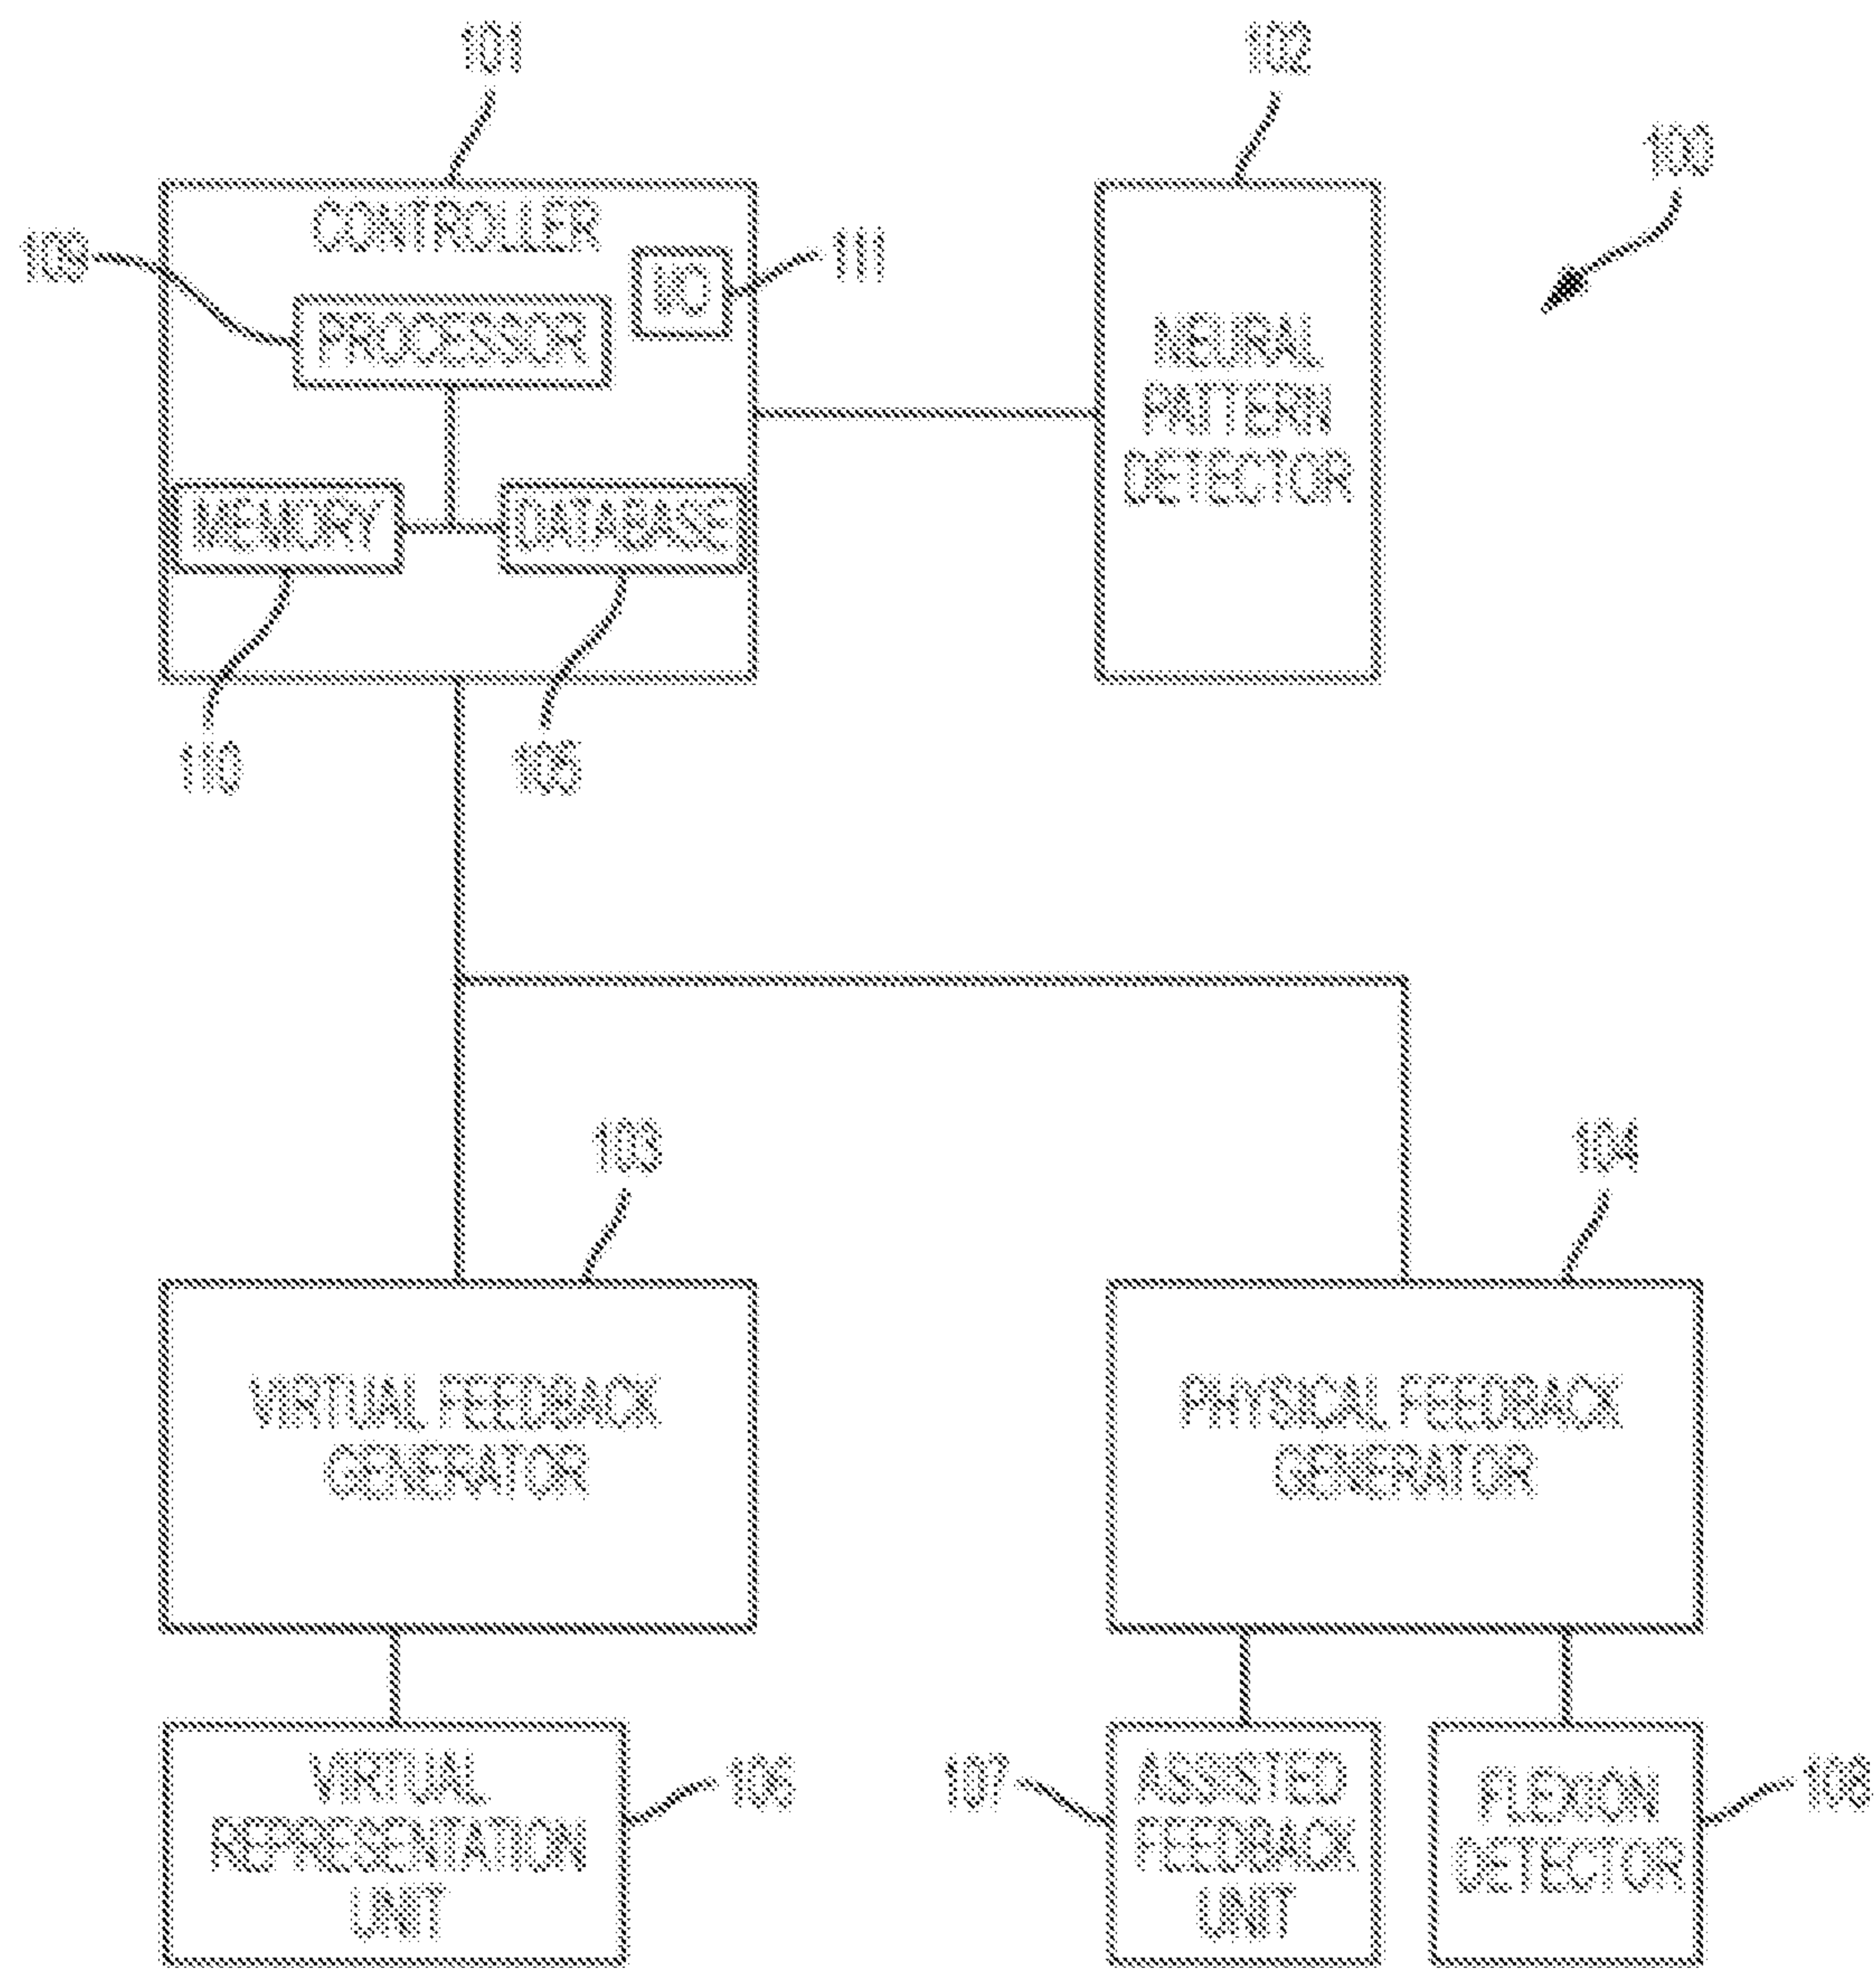 101
102
100
CONTROLLER
109
I/O
111
PROCESSOR
NEURAL
PATTERN
DETECTOR
MEMORY
DATABASE
110
105
103
104
VIRTUAL FEEDBACK
GENERATOR
PHYSICAL FEEDBACK
GENERATOR
VIRTUAL
REPRESENTATION
UNIT
106
107
ASSISTED
FEEDBACK
UNIT
FLEXION
DETECTOR
108